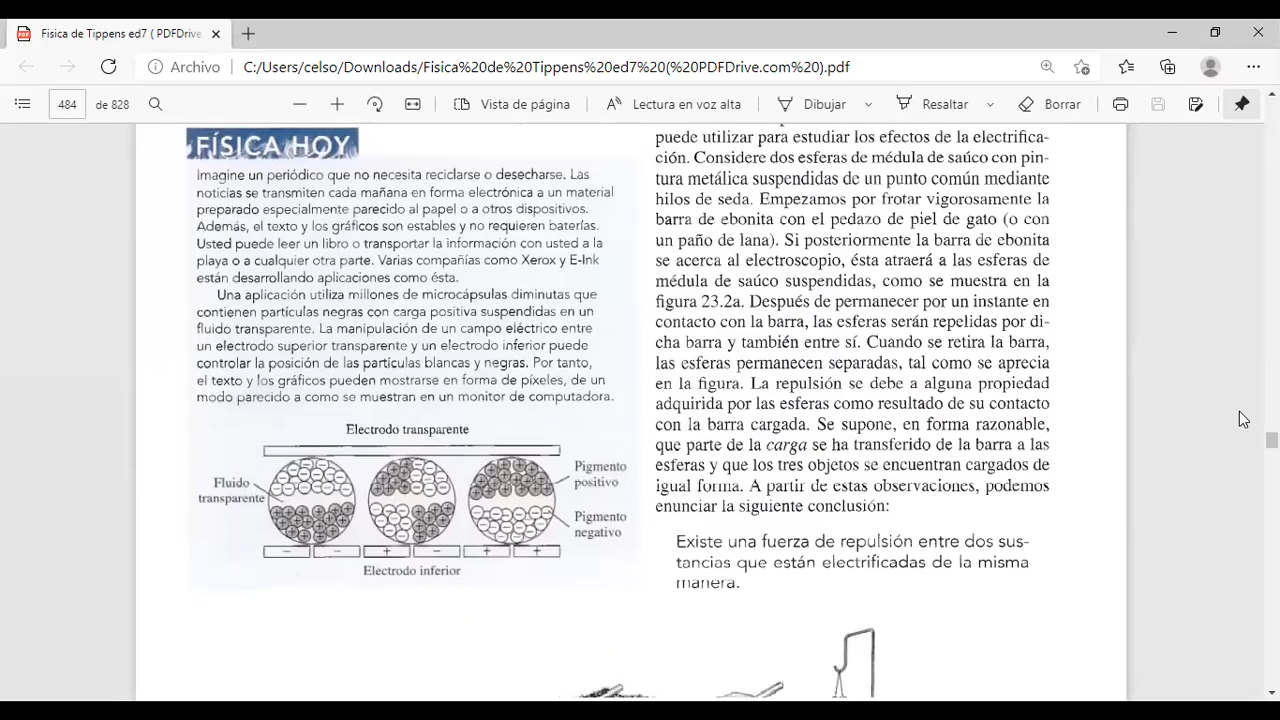 Fisica de Tippens ed7 ( PDFDrive
Archivo
C:/Users/celso/Downloads/Fisica%20de%20Tippens%20ed7%20(%20PDFDrive.com%20).pdf
484 de 828
Vista de página
Lectura en voz alta
Dibujar
Resaltar
Borrar
FÍSICA HOY
Imagine un periódico que no necesita reciclarse o desecharse. Las
noticias se transmiten cada mañana en forma electrónica a un material
preparado especialmente parecido al papel o a otros dispositivos.
Además, el texto y los gráficos son estables y no requieren baterías.
Usted puede leer un libro o transportar la información con usted a la
playa o a cualquier otra parte. Varias compañías como Xerox y E-Ink
están desarrollando aplicaciones como ésta.
Una aplicación utiliza millones de microcápsulas diminutas que
contienen partículas negras con carga positiva suspendidas en un
fluido transparente. La manipulación de un campo eléctrico entre
un electrodo superior transparente y un electrodo inferior puede
controlar la posición de las partículas blancas y negras. Por tanto,
el texto y los gráficos pueden mostrarse en forma de píxeles, de un
modo parecido a como se muestran en un monitor de computadora.
Electrodo transparente
Fluido
transparente
Pigmento
positivo
Pigmento
negativo
− − + − + +
Electrodo inferior
puede utilizar para estudiar los efectos de la electrifica-
ción. Considere dos esferas de médula de saúco con pin-
tura metálica suspendidas de un punto común mediante
hilos de seda. Empezamos por frotar vigorosamente la
barra de ebonita con el pedazo de piel de gato (o con
un paño de lana). Si posteriormente la barra de ebonita
se acerca al electroscopio, ésta atraerá a las esferas de
médula de saúco suspendidas, como se muestra en la
figura 23.2a. Después de permanecer por un instante en
contacto con la barra, las esferas serán repelidas por di-
cha barra y también entre sí. Cuando se retira la barra,
las esferas permanecen separadas, tal como se aprecia
en la figura. La repulsión se debe a alguna propiedad
adquirida por las esferas como resultado de su contacto
con la barra cargada. Se supone, en forma razonable,
que parte de la carga se ha transferido de la barra a las
esferas y que los tres objetos se encuentran cargados de
igual forma. A partir de estas observaciones, podemos
enunciar la siguiente conclusión:
Existe una fuerza de repulsión entre dos sus-
tancias que están electrificadas de la misma
manera.